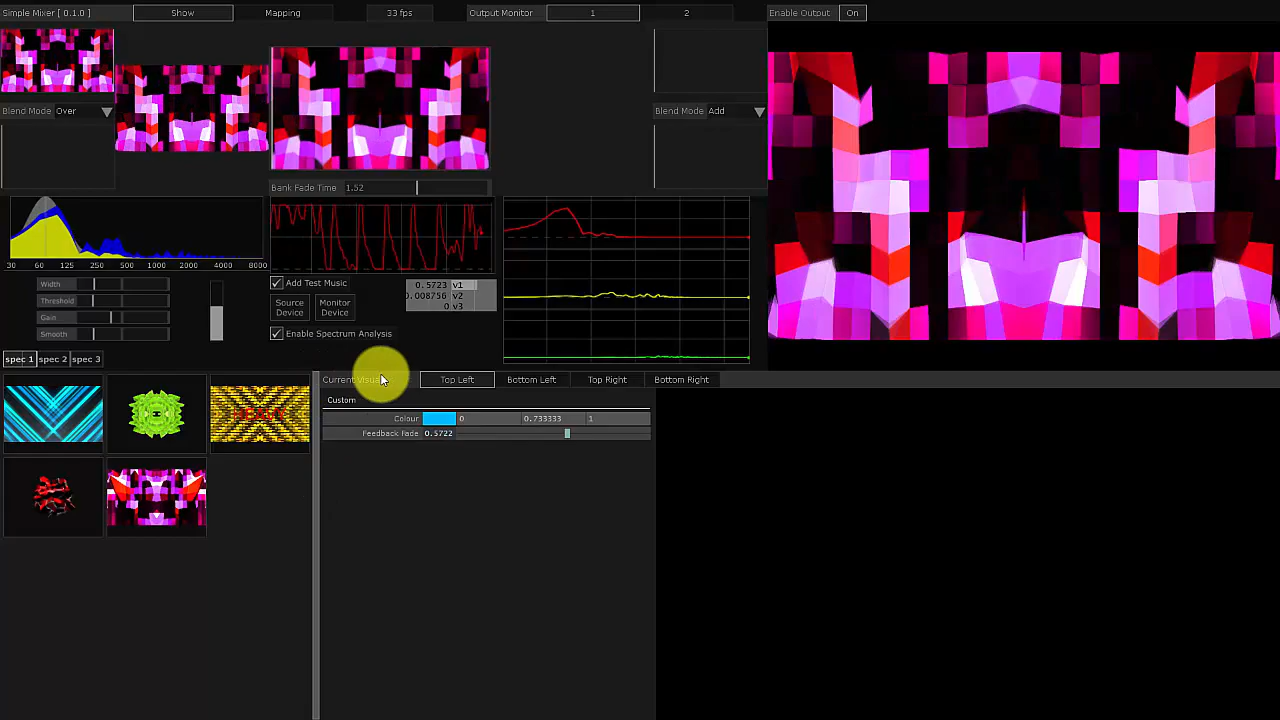 Simple Mixer [ 0.1.0 ] Show Mapping 33 fps Output Monitor 1 2 Enable Output On
Blend Mode Over Blend Mode Add
Bank Fade Time 1.52
30 60 125 250 500 1000 2000 4000 8000
Add Test Music
Width
Threshold
Gain
Smooth
Source Device
Monitor Device
0.5723 v1
0.008756 v2
0 v3
Enable Spectrum Analysis
spec 1 spec 2 spec 3
Current Visual Top Left Bottom Left Top Right Bottom Right
Custom
Colour 0 0.733333 1
Feedback Fade 0.5722